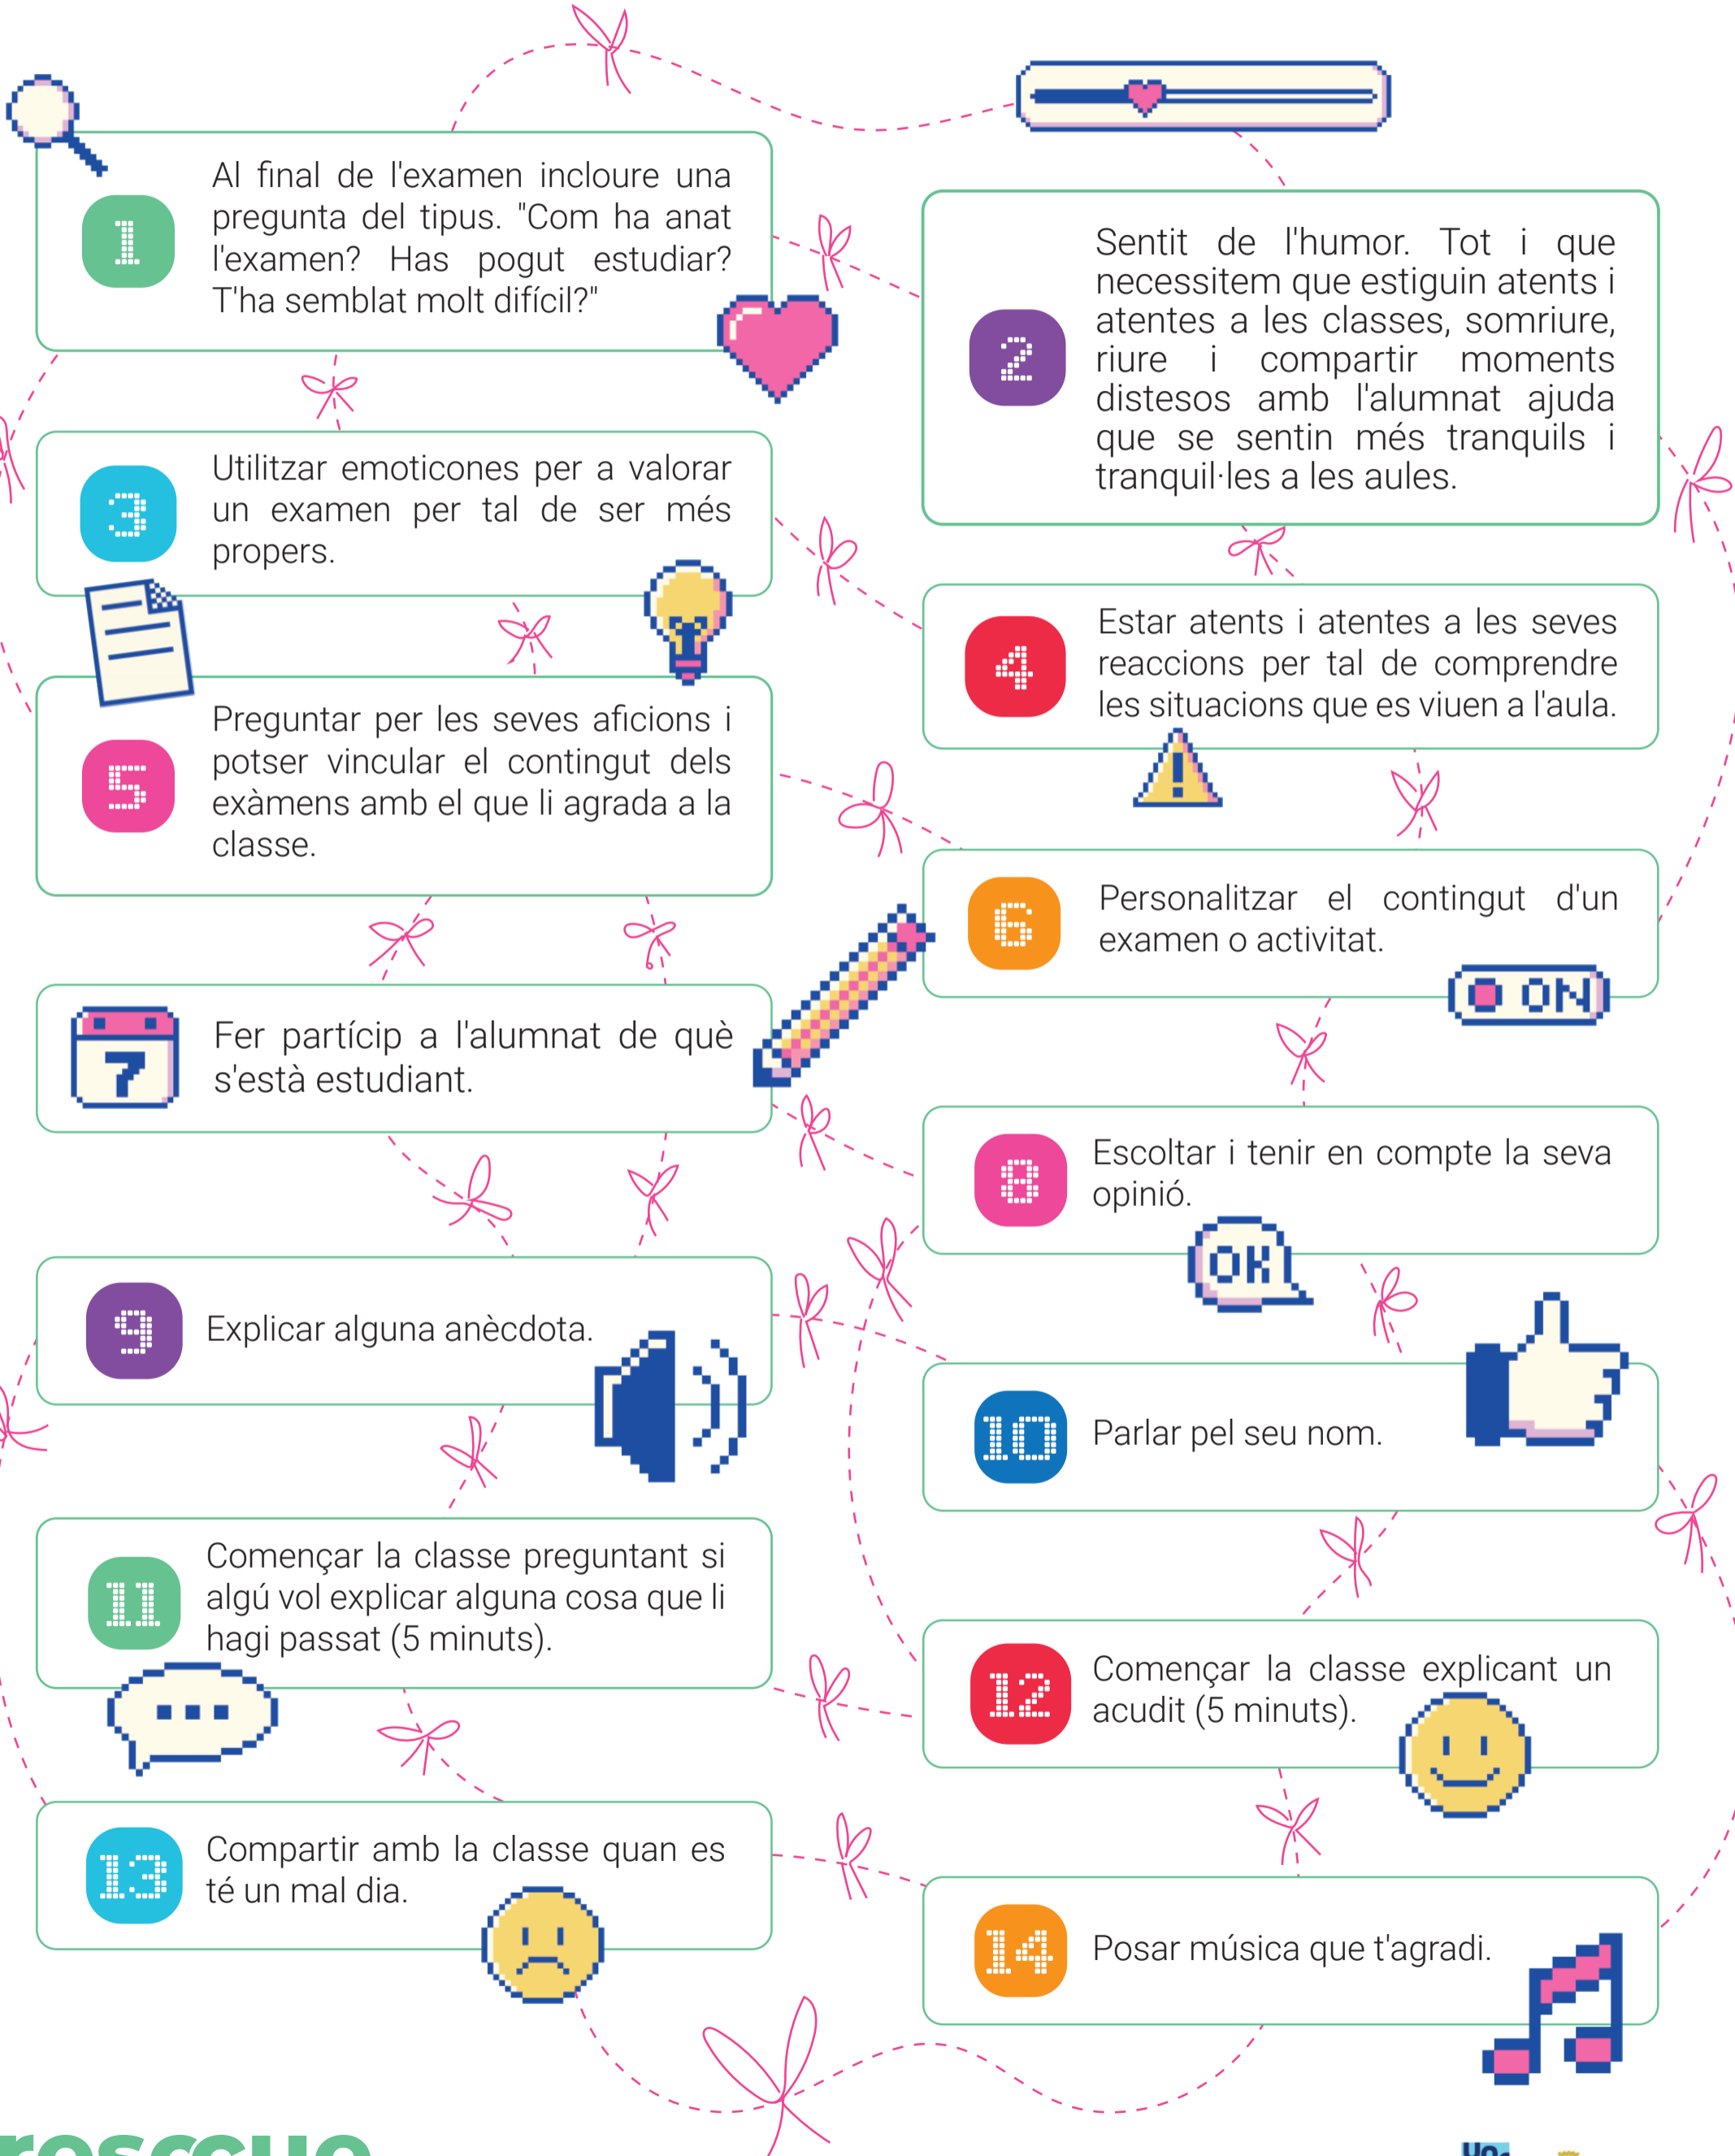 1
Al final de l'examen incloure una
pregunta del tipus. "Com ha anat
l'examen? Has pogut estudiar?
T'ha semblat molt difícil?"
2
Sentit de l'humor. Tot i que
necessitem que estiguin atents i
atentes a les classes, somriure,
riure i compartir moments
distesos amb l'alumnat ajuda
que se sentin més tranquils i
tranquil·les a les aules.
3
Utilitzar emoticones per a valorar
un examen per tal de ser més
propers.
4
Estar atents i atentes a les seves
reaccions per tal de comprendre
les situacions que es viuen a l'aula.
5
Preguntar per les seves aficions i
potser vincular el contingut dels
exàmens amb el que li agrada a la
classe.
6
Personalitzar el contingut d'un
examen o activitat.
ON
7
Fer partícip a l'alumnat de què
s'està estudiant.
8
Escoltar i tenir en compte la seva
opinió.
OK
9
Explicar alguna anècdota.
10
Parlar pel seu nom.
11
Començar la classe preguntant si
algú vol explicar alguna cosa que li
hagi passat (5 minuts).
12
Començar la classe explicant un
acudit (5 minuts).
13
Compartir amb la classe quan es
té un mal dia.
14
Posar música que t'agradi.